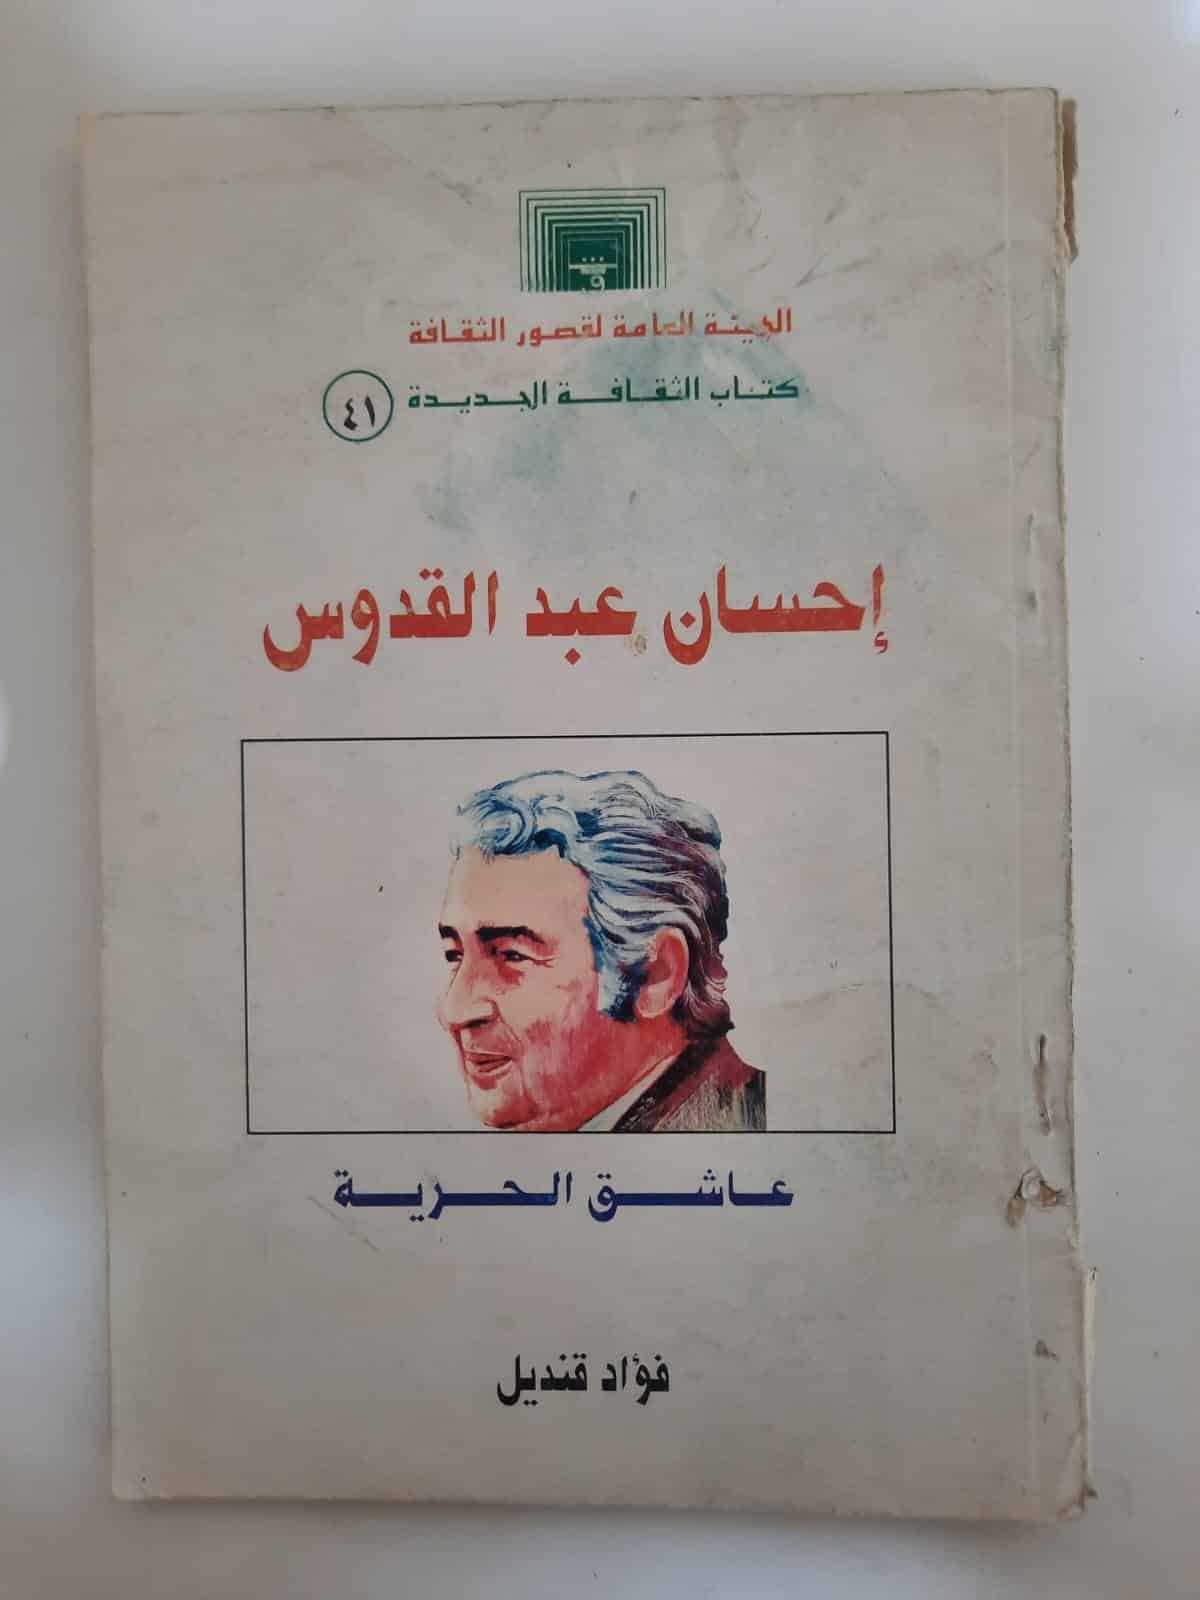 الهيئة العامة لقصور الثقافة
كتاب الثقافة الجديدة ٤١
إحسان عبد القدوس
عاشق الحرية
فؤاد قنديل